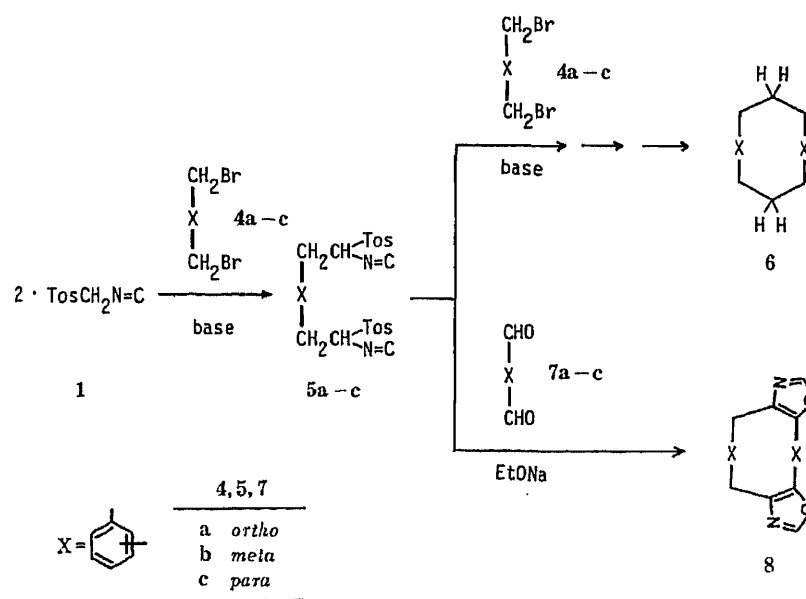 CH2Br
X 4a-c
CH2Br
base
H H
X X
H H
6
CH2Br
X 4a-c
CH2Br
2 · TosCH2N=C
base
1
CH2CH Tos
N=C
X
CH2CH Tos
N=C
5a-c
CHO
X 7a-c
CHO
EtONa
N O
X X
N O
8
4, 5, 7
X =
a ortho
b meta
c para